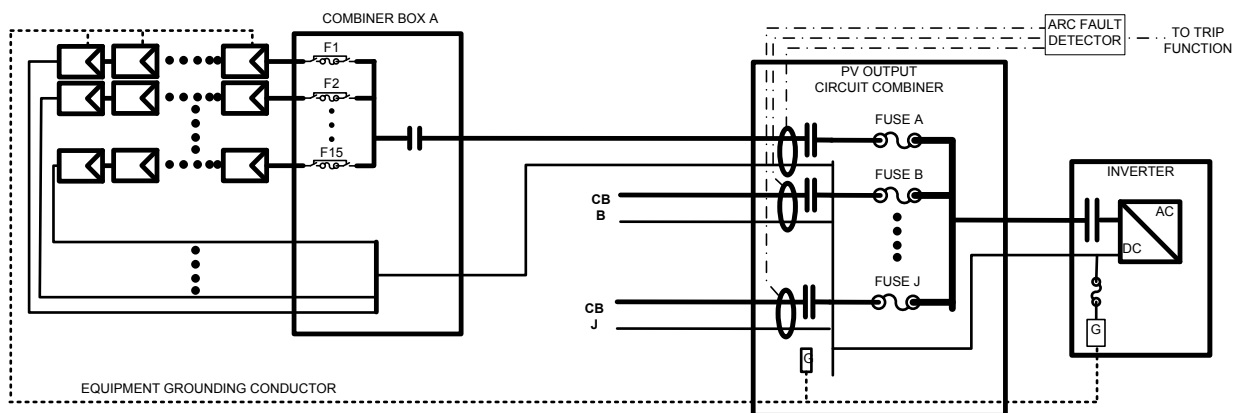 COMBINER BOX A
F1
F2
F15
ARC FAULT
DETECTOR
TO TRIP
FUNCTION
PV OUTPUT
CIRCUIT COMBINER
FUSE A
FUSE B
FUSE J
CB
B
CB
J
G
INVERTER
AC
DC
G
EQUIPMENT GROUNDING CONDUCTOR